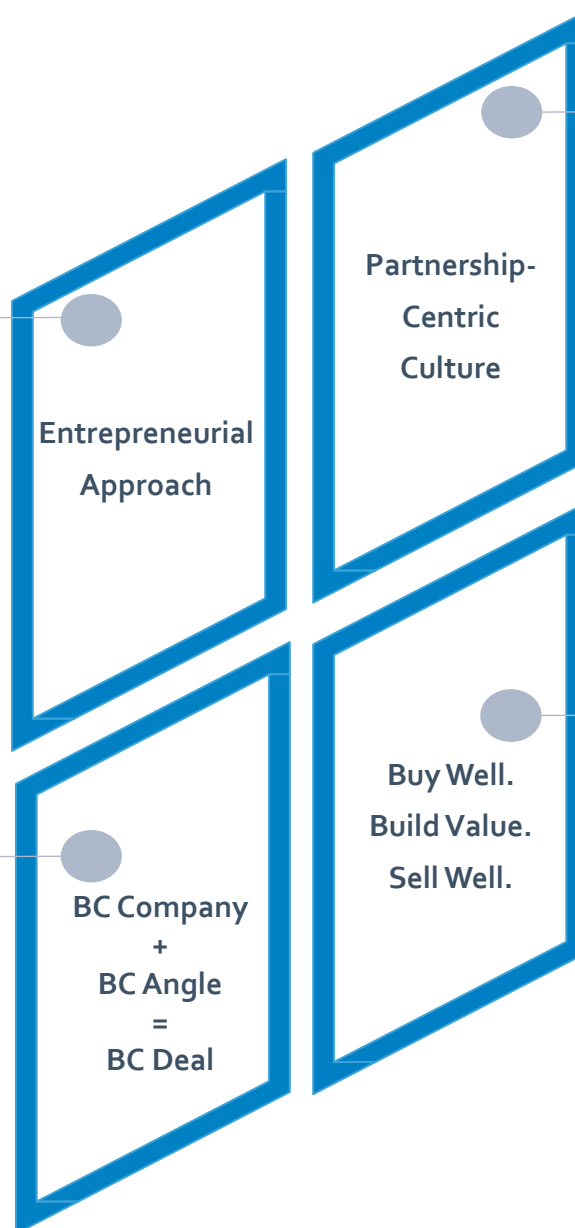 Entrepreneurial
Approach
Partnership-
Centric
Culture
BC Company
+
BC Angle
=
BC Deal
Buy Well.
Build Value.
Sell Well.